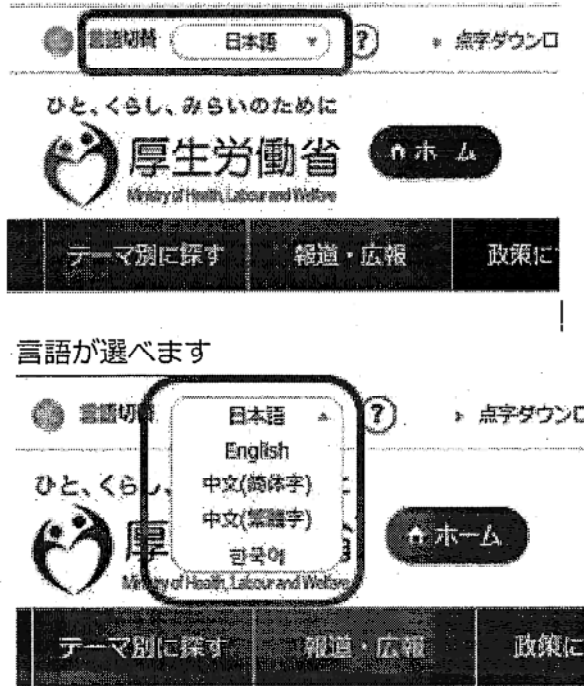 言語切替 日本語 ▼ ? 点字ダウンロ
ひと、くらし、みらいのために
厚生労働省 ホーム
Ministry of Health, Labour and Welfare
テーマ別に探す 報道・広報 政策に
言語が選べます
言語切替 日本語 ▲ ? 点字ダウンロ
English
ひと、くらし、 中文(简体字)
中文(繁體字)
厚 省 ホーム
한국어
Ministry of Health, Labour and Welfare
テーマ別に探す 報道・広報 政策に